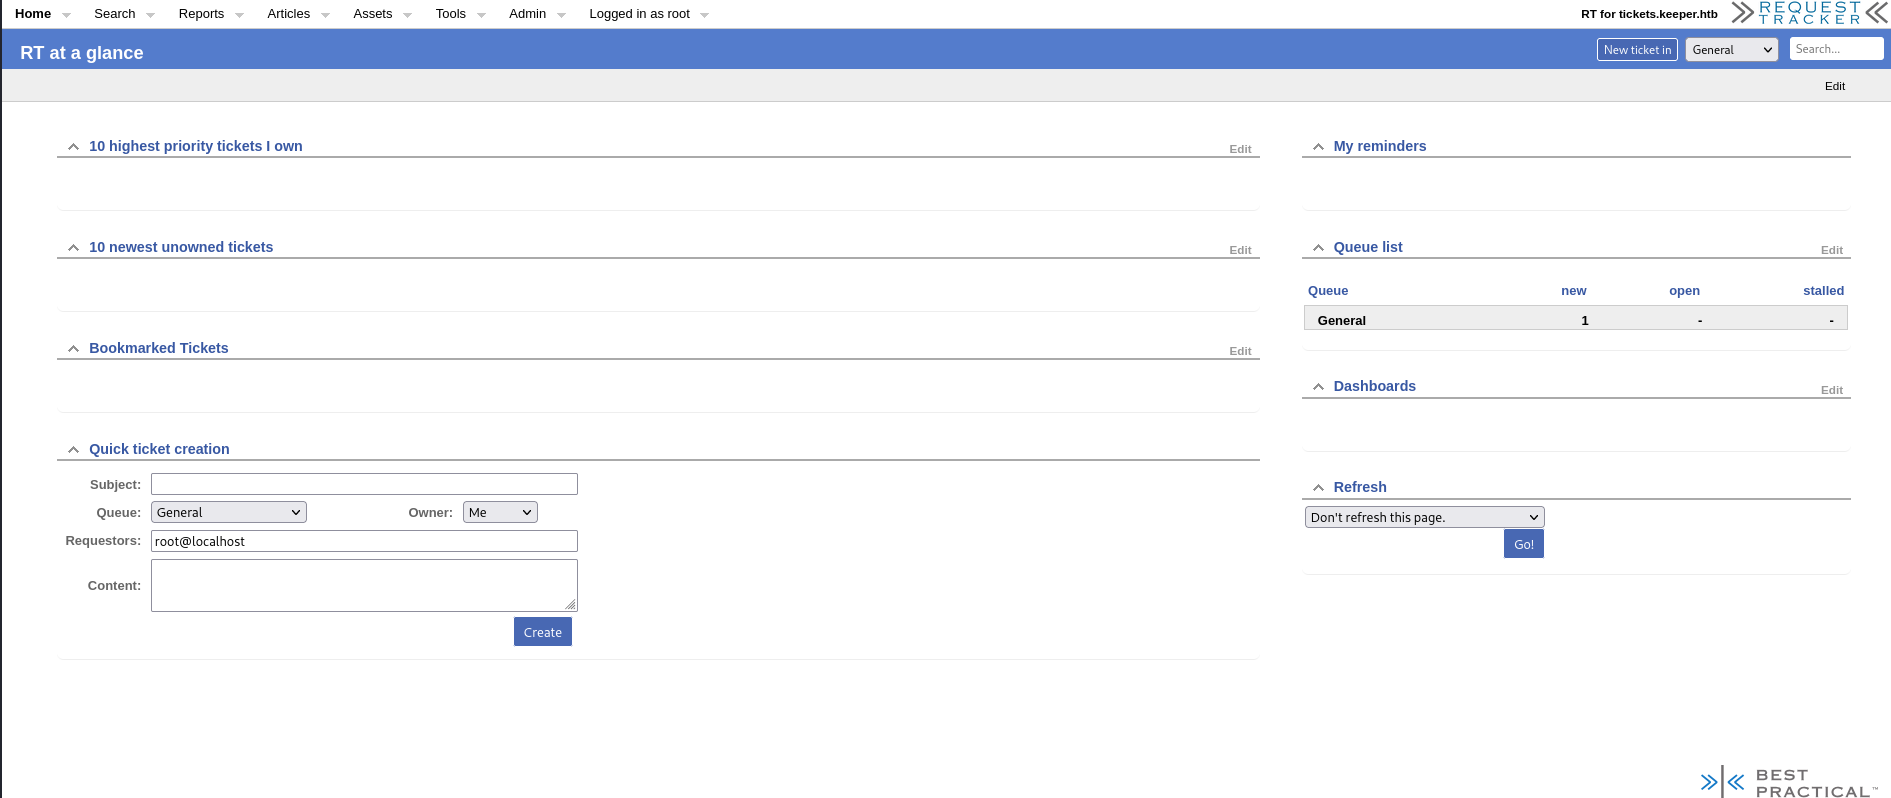 Home Search Reports Articles Assets Tools Admin Logged in as root RT for tickets.keeper.htb REQUEST TRACKER
RT at a glance New ticket in General Search...
Edit
10 highest priority tickets I own Edit
My reminders
10 newest unowned tickets Edit
Queue list Edit
Queue new open stalled
General 1 - -
Bookmarked Tickets Edit
Dashboards Edit
Quick ticket creation
Subject:
Queue: General Owner: Me
Requestors: root@localhost
Content:
Create
Refresh
Don't refresh this page.
Go!
BEST
PRACTICAL™